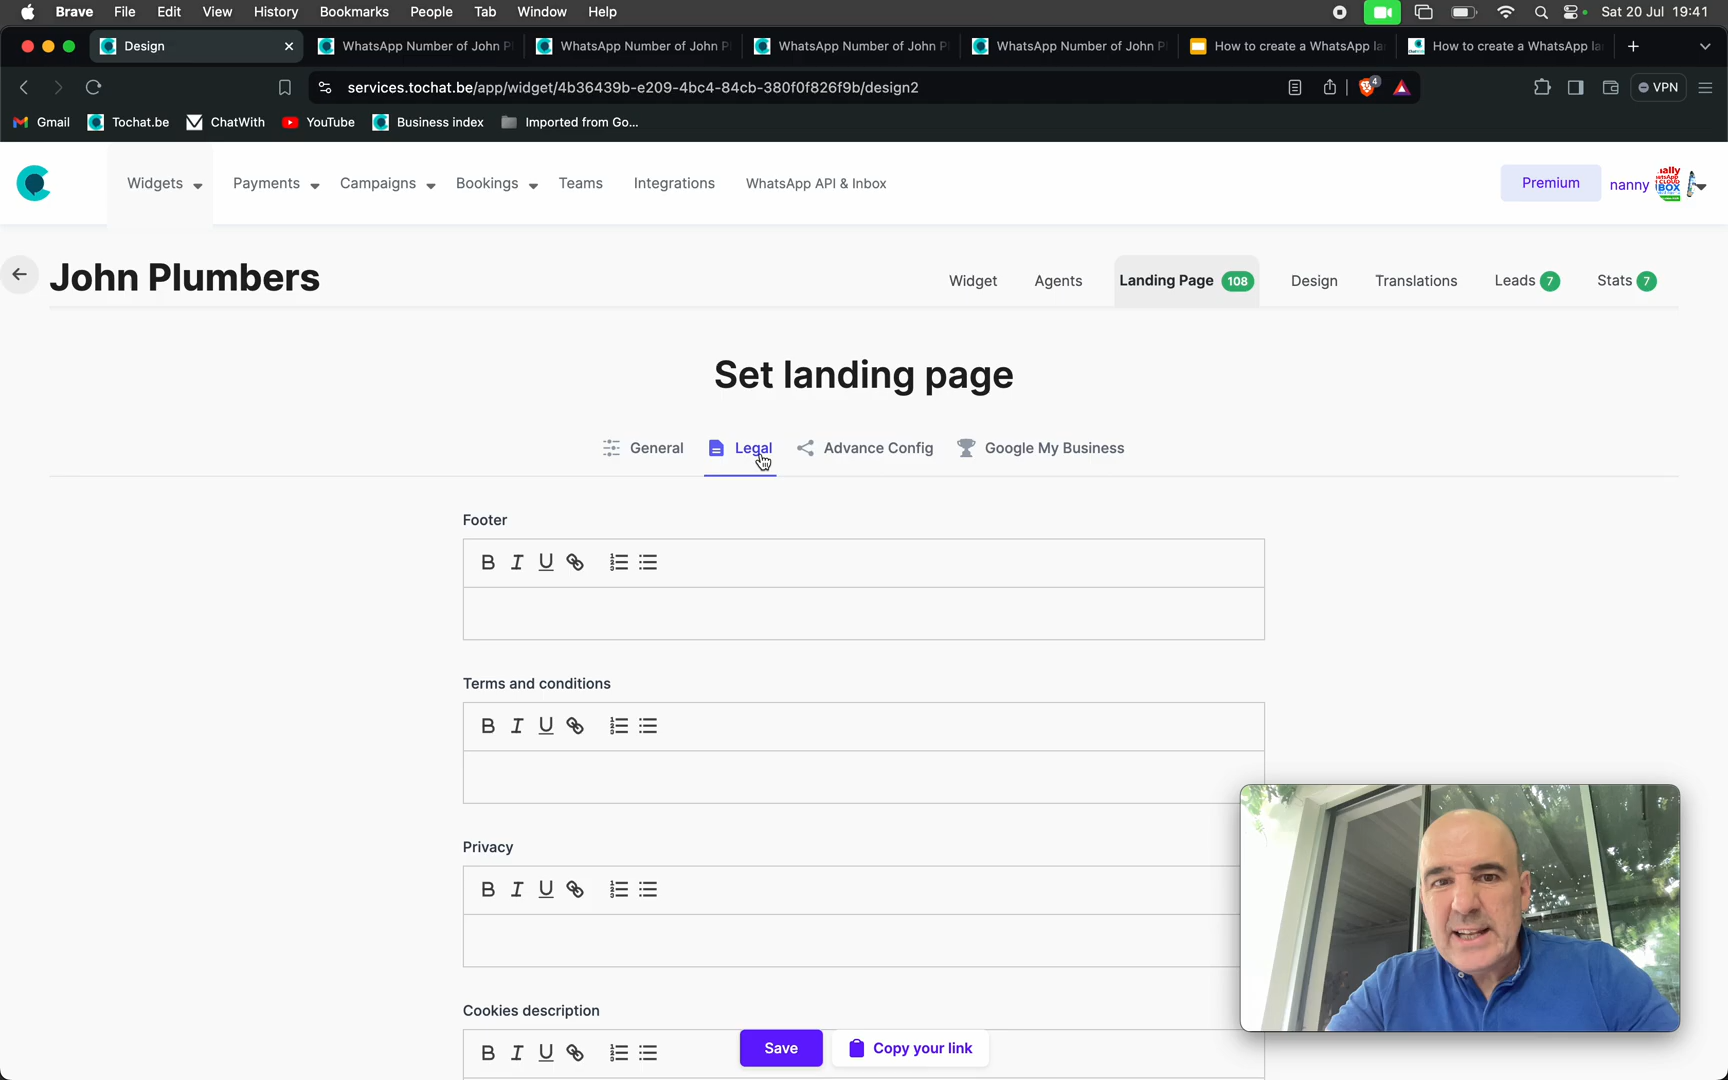 Brave File Edit View History Bookmarks People Tab Window Help Sat 20 Jul 19:41
Design WhatsApp Number of John P WhatsApp Number of John P WhatsApp Number of John P WhatsApp Number of John P How to create a WhatsApp la How to create a WhatsApp la
services.tochat.be/app/widget/4b36439b-e209-4bc4-84cb-380f0f826f9b/design2 4 VPN
Gmail Tochat.be ChatWith YouTube Business index Imported from Go...
Widgets Payments Campaigns Bookings Teams Integrations WhatsApp API & Inbox Premium nanny
John Plumbers Widget Agents Landing Page 108 Design Translations Leads 7 Stats 7
Set landing page
General Legal Advance Config Google My Business
Footer
B I U
Terms and conditions
B I U
Privacy
B I U
Cookies description
B I U
Save Copy your link